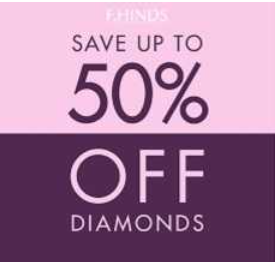 F.HINDS
SAVE UP TO
50%
OFF
DIAMONDS